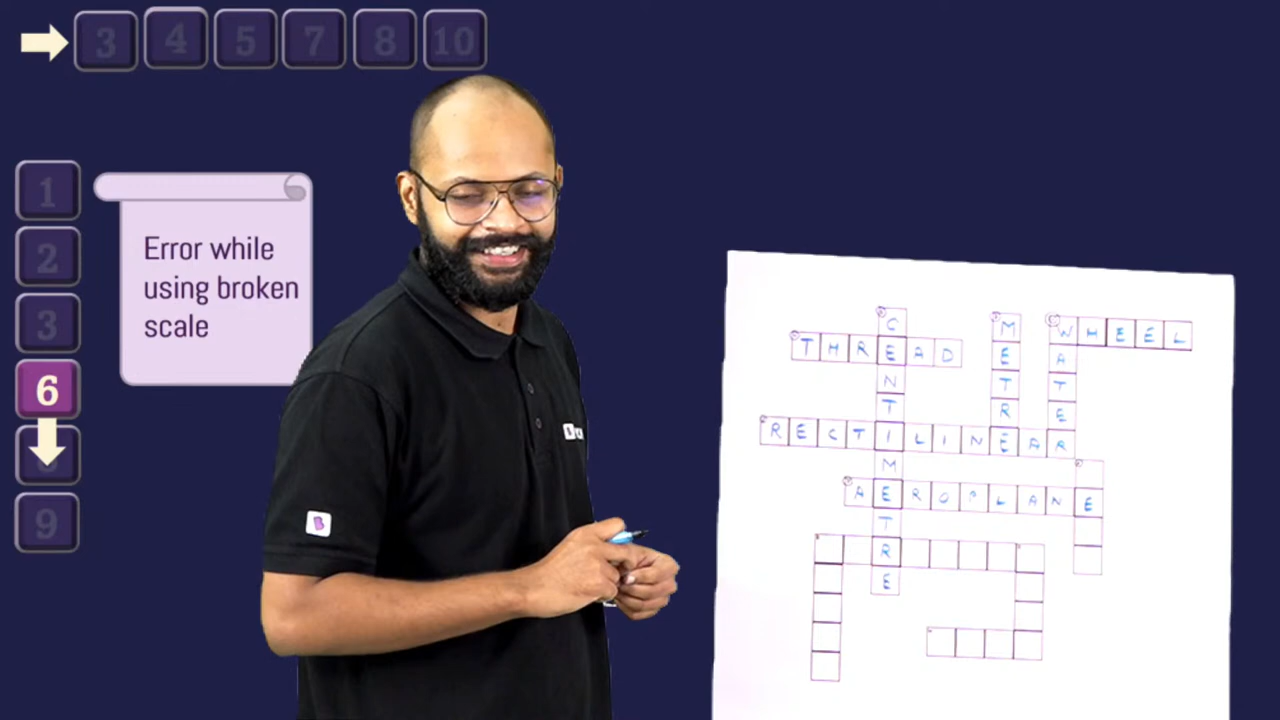 3 4 5 7 8 10
1
2
3
6
9
Error while
using broken
scale
B
CENTIMETRE
METRE
WHEEL
THREAD
WATER
RECTILINEAR
AEROPLANE